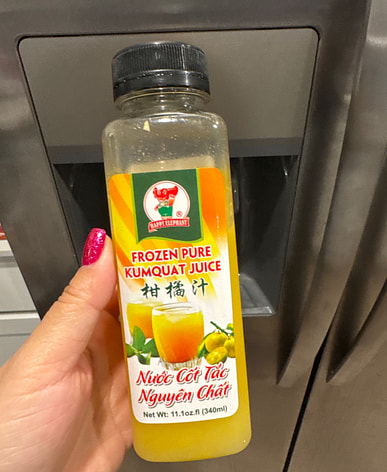 HAPPY ELEPHANT
®
FROZEN PURE
KUMQUAT JUICE
柑橘汁
Nước Cốt Tắc
Nguyên Chất
Net Wt: 11.1oz.fl (340ml)